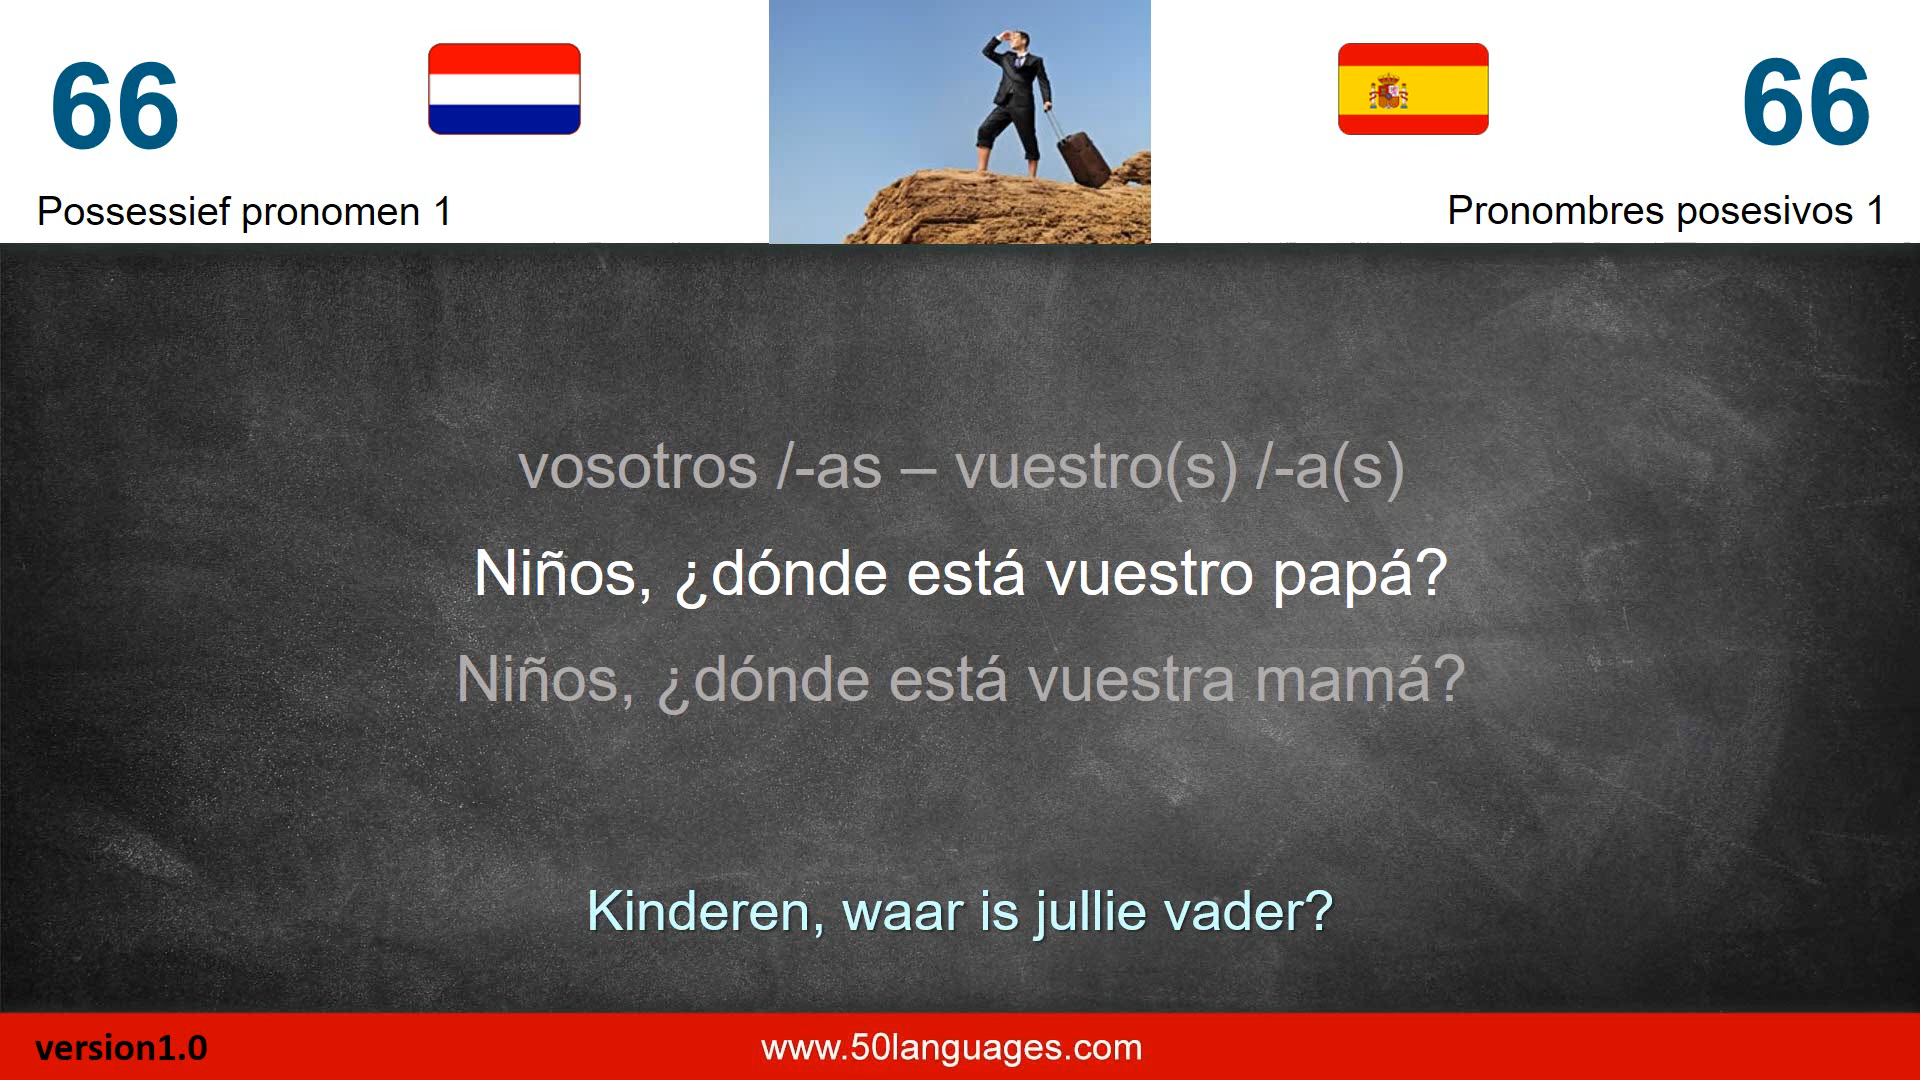 66
66
Possessief pronomen 1
Pronombres posesivos 1
vosotros /-as – vuestro(s) /-a(s)
Niños, ¿dónde está vuestro papá?
Niños, ¿dónde está vuestra mamá?
Kinderen, waar is jullie vader?
version1.0
www.50languages.com